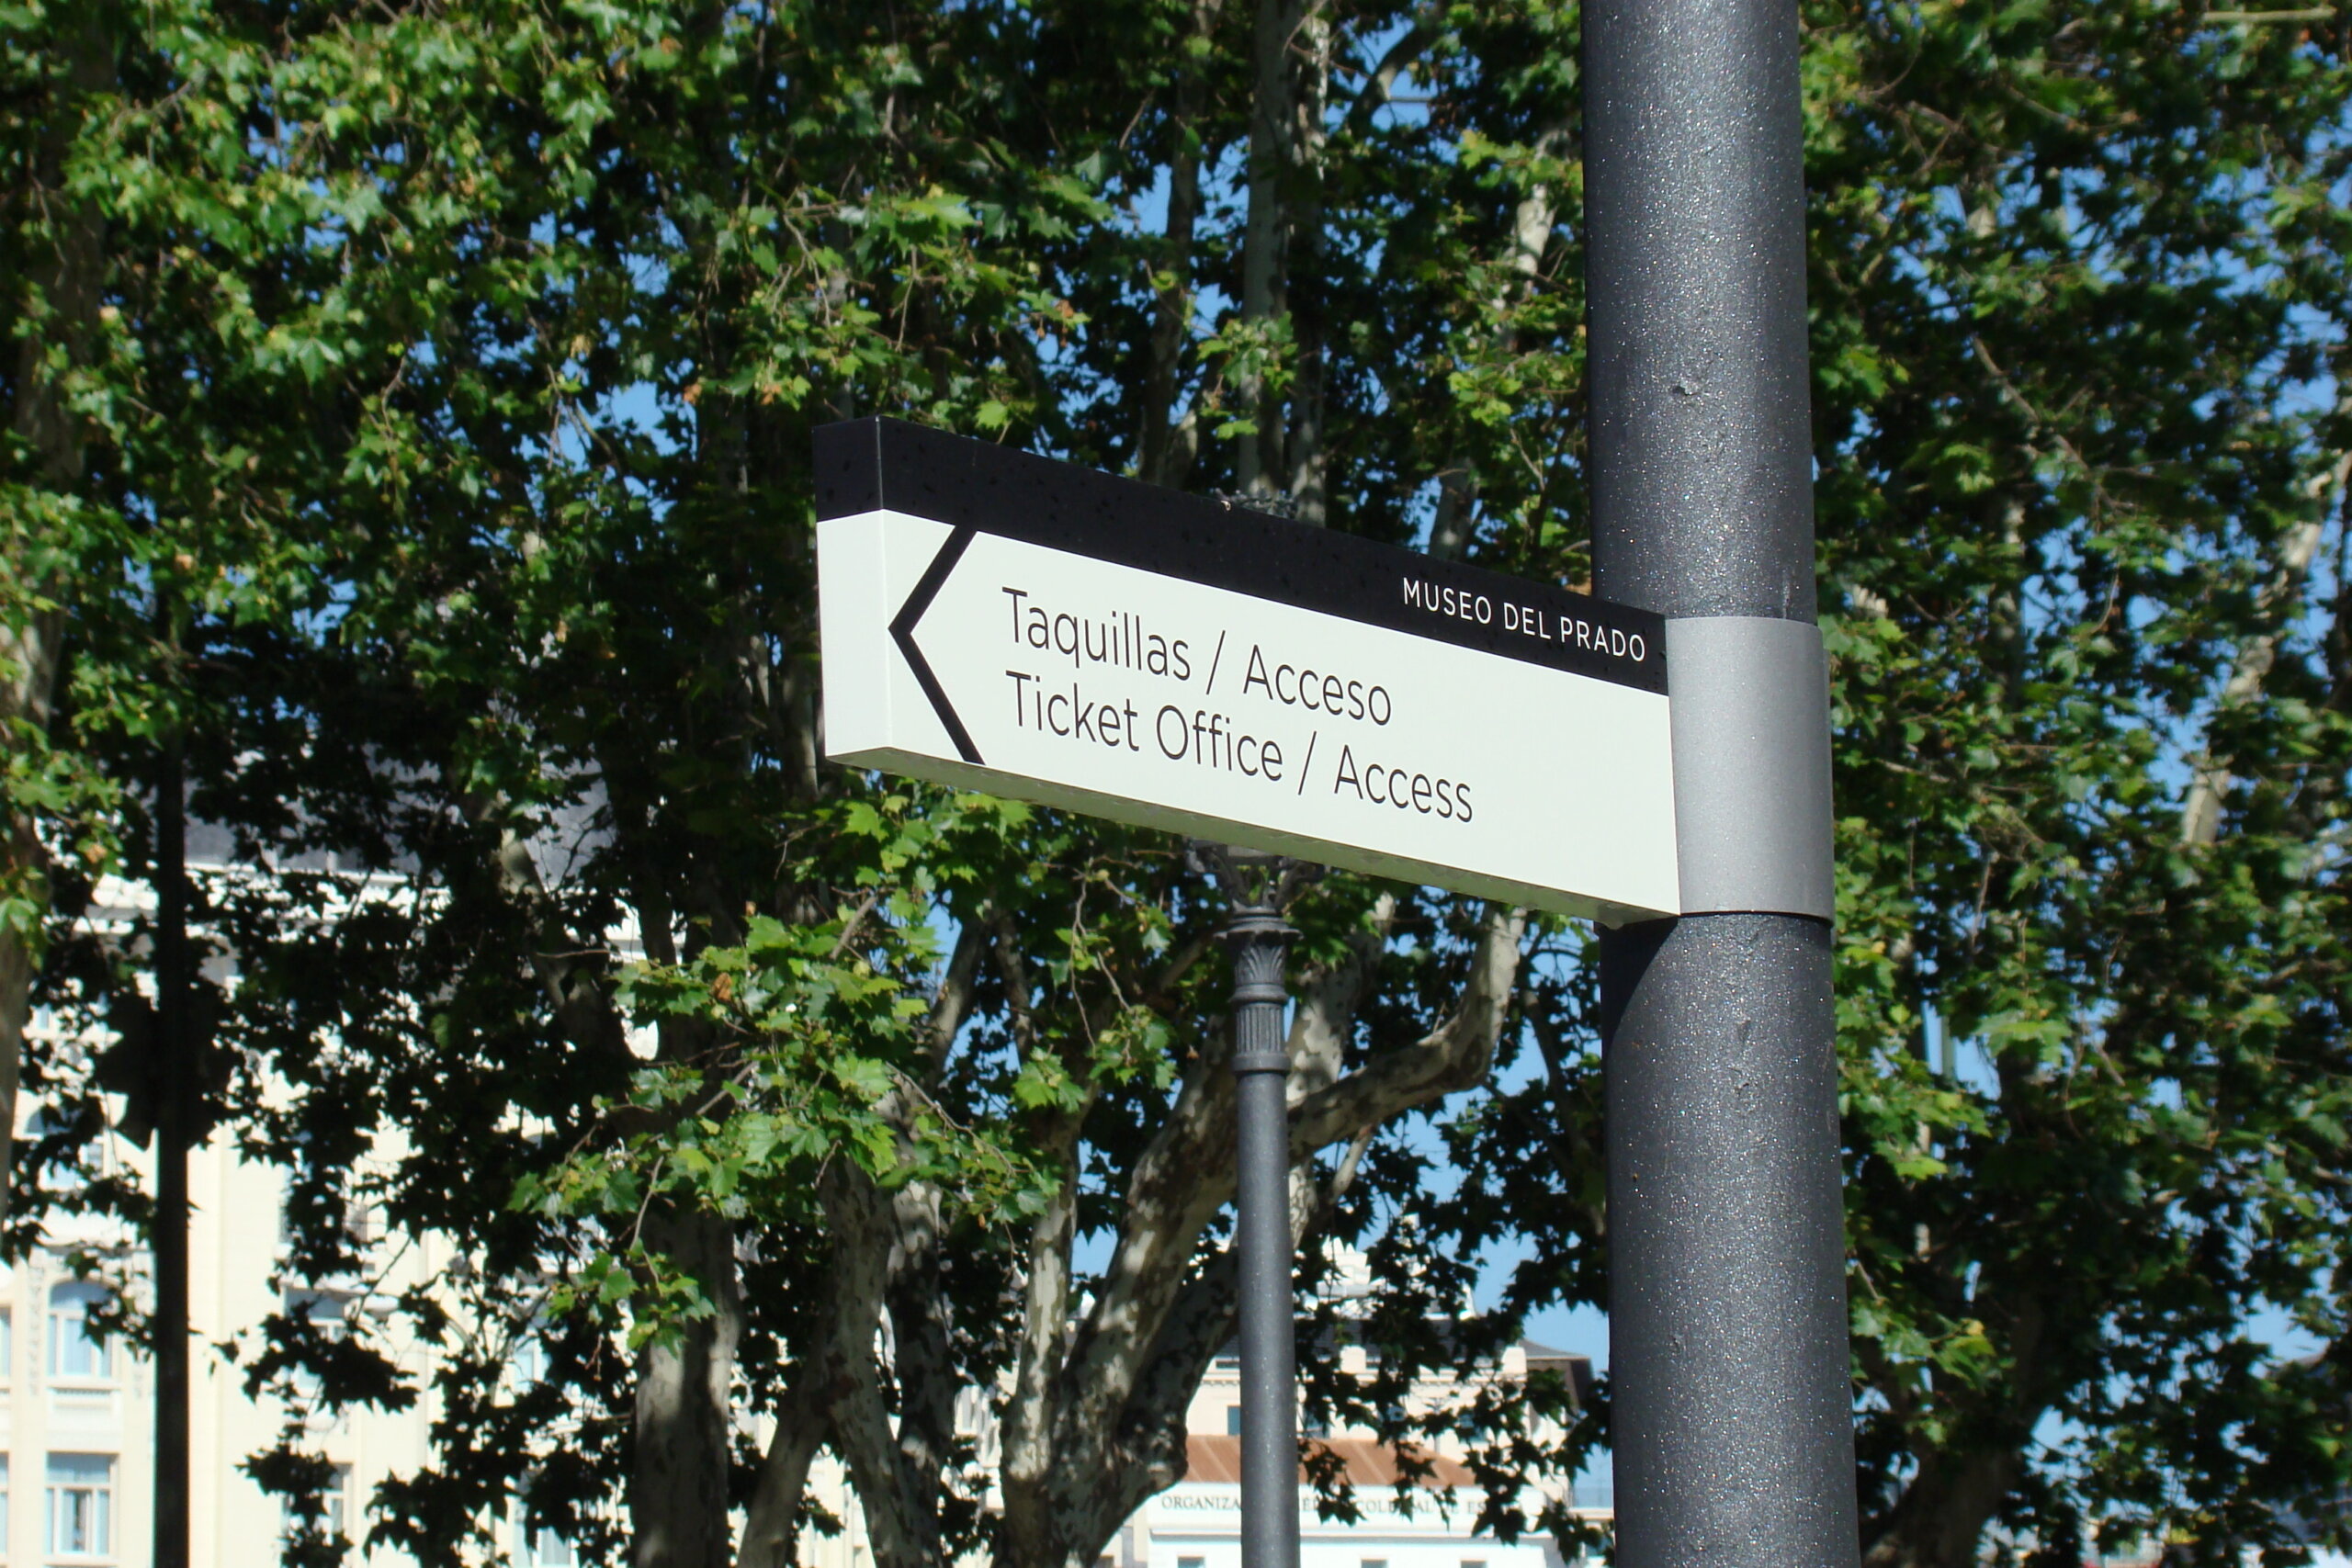 MUSEO DEL PRADO
Taquillas / Acceso
Ticket Office / Access